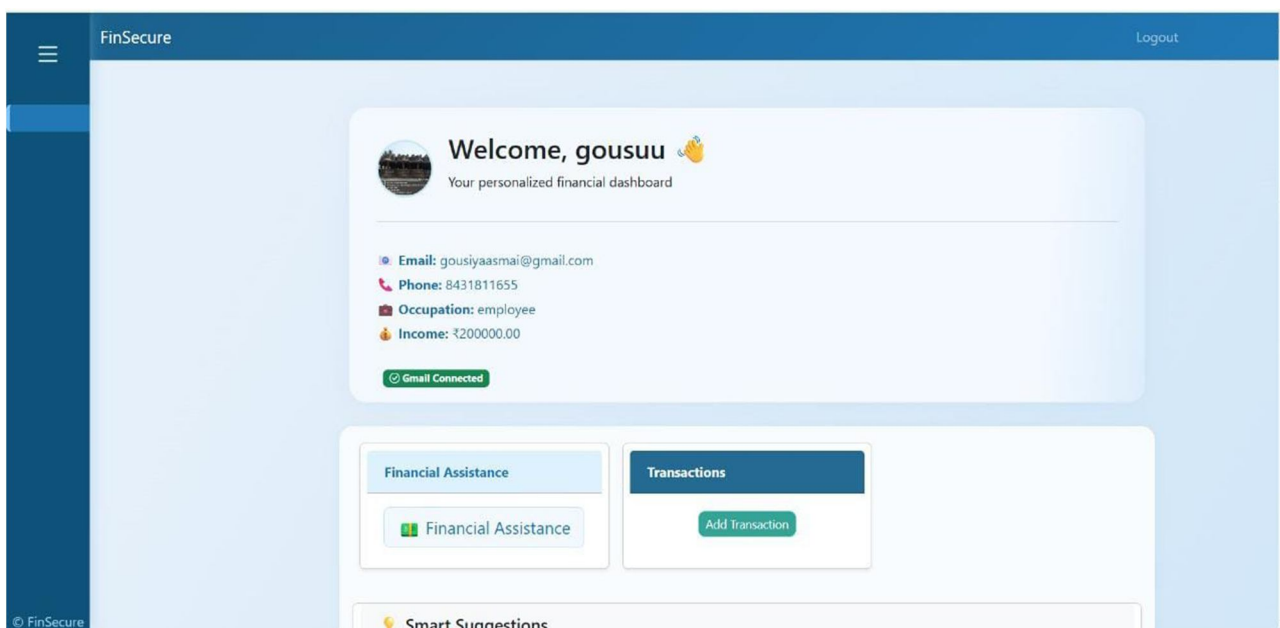 FinSecure
Logout
Welcome, gousuu 👋
Your personalized financial dashboard
Email: gousiyaasmai@gmail.com
Phone: 8431811655
Occupation: employee
Income: ₹200000.00
Gmail Connected
Financial Assistance
Transactions
Financial Assistance
Add Transaction
Smart Suggestions
© FinSecure